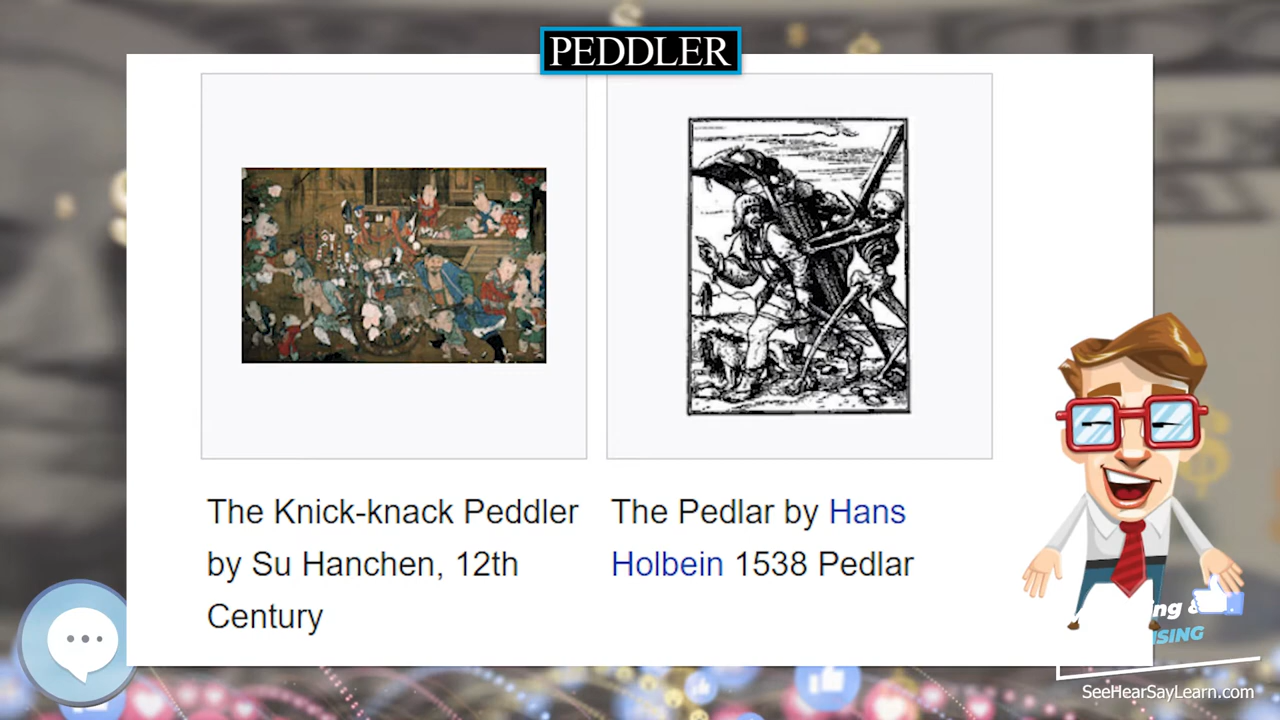 PEDDLER
The Knick-knack Peddler
by Su Hanchen, 12th
Century
The Pedlar by Hans
Holbein 1538 Pedlar
SeeHearSayLearn.com